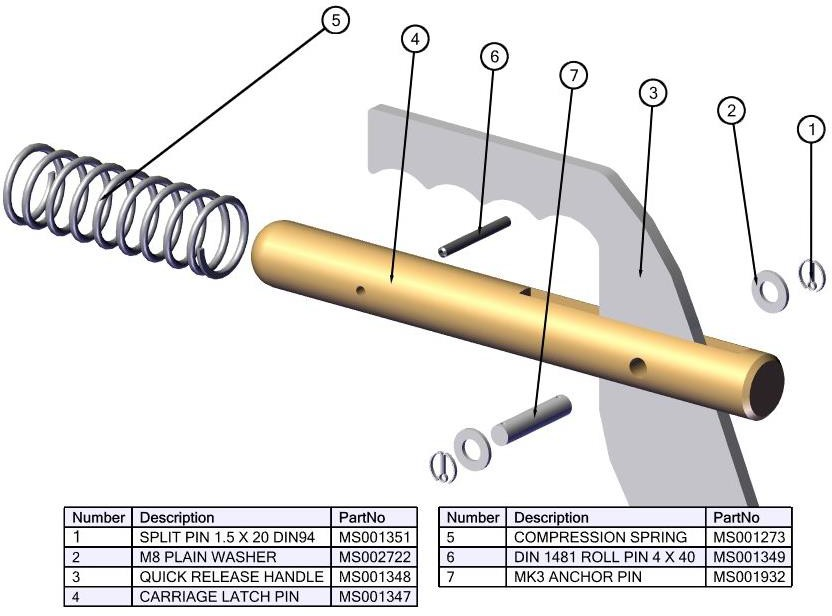 5
4
6
7
3
2
1
Number Description PartNo
1 SPLIT PIN 1.5 X 20 DIN94 MS001351
2 M8 PLAIN WASHER MS002722
3 QUICK RELEASE HANDLE MS001348
4 CARRIAGE LATCH PIN MS001347
Number Description PartNo
5 COMPRESSION SPRING MS001273
6 DIN 1481 ROLL PIN 4 X 40 MS001349
7 MK3 ANCHOR PIN MS001932